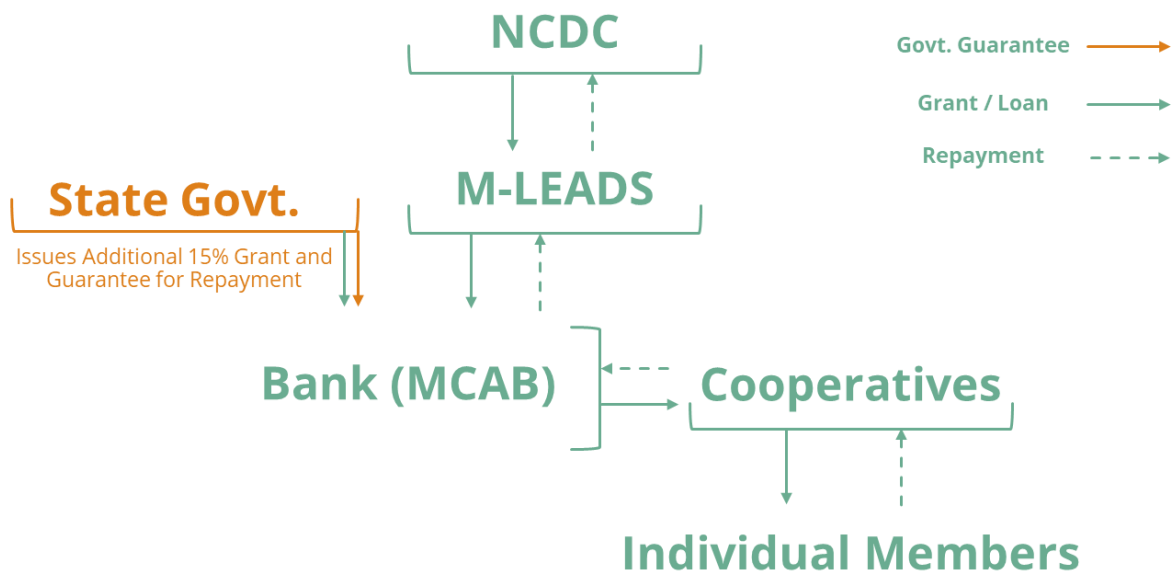 NCDC
Govt. Guarantee
Grant / Loan
Repayment
M-LEADS
State Govt.
Issues Additional 15% Grant and
Guarantee for Repayment
Bank (MCAB)
Cooperatives
Individual Members